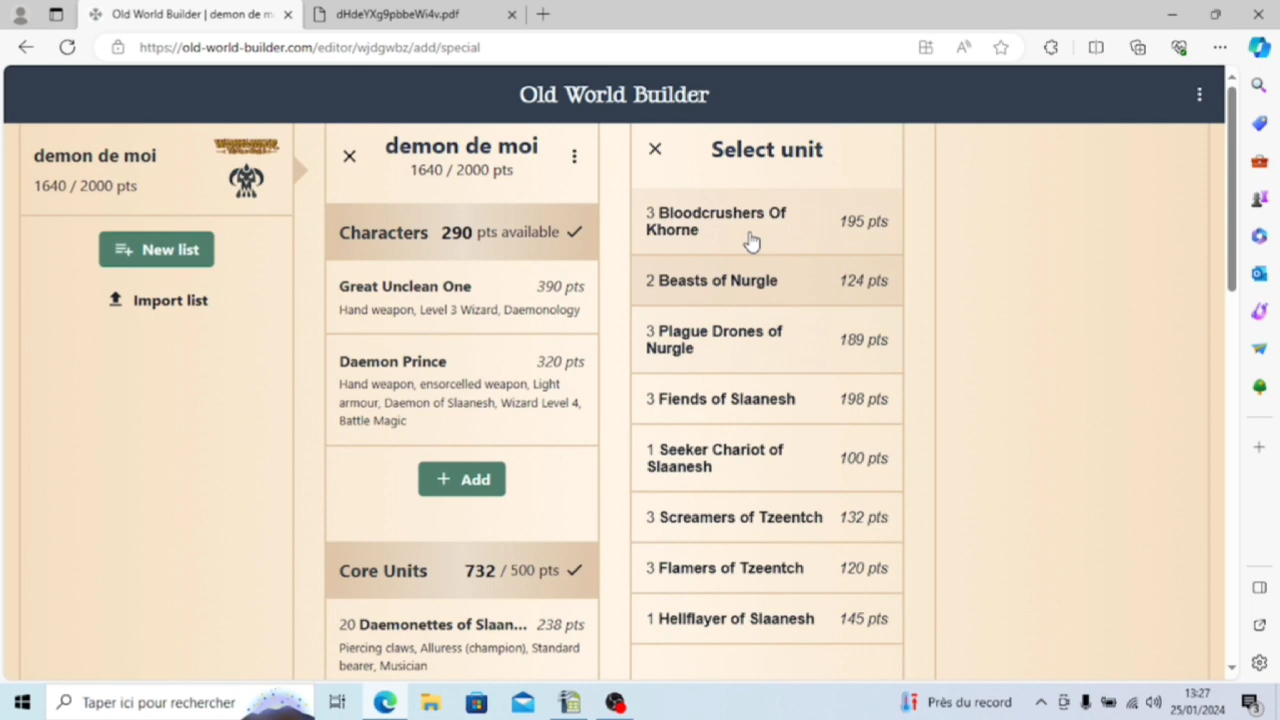 Old World Builder | demon de m
dHdeYXg9pbbeWi4v.pdf
https://old-world-builder.com/editor/wjdgwbz/add/special
Old World Builder
demon de moi
1640 / 2000 pts
New list
Import list
demon de moi
1640 / 2000 pts
Characters 290 pts available
Great Unclean One 390 pts
Hand weapon, Level 3 Wizard, Daemonology
Daemon Prince 320 pts
Hand weapon, ensorcelled weapon, Light
armour, Daemon of Slaanesh, Wizard Level 4,
Battle Magic
+ Add
Core Units 732 / 500 pts
20 Daemonettes of Slaan... 238 pts
Piercing claws, Alluress (champion), Standard
bearer, Musician
Select unit
3 Bloodcrushers Of
Khorne 195 pts
2 Beasts of Nurgle 124 pts
3 Plague Drones of
Nurgle 189 pts
3 Fiends of Slaanesh 198 pts
1 Seeker Chariot of
Slaanesh 100 pts
3 Screamers of Tzeentch 132 pts
3 Flamers of Tzeentch 120 pts
1 Hellflayer of Slaanesh 145 pts
Taper ici pour rechercher
Près du record
13:27
25/01/2024
3